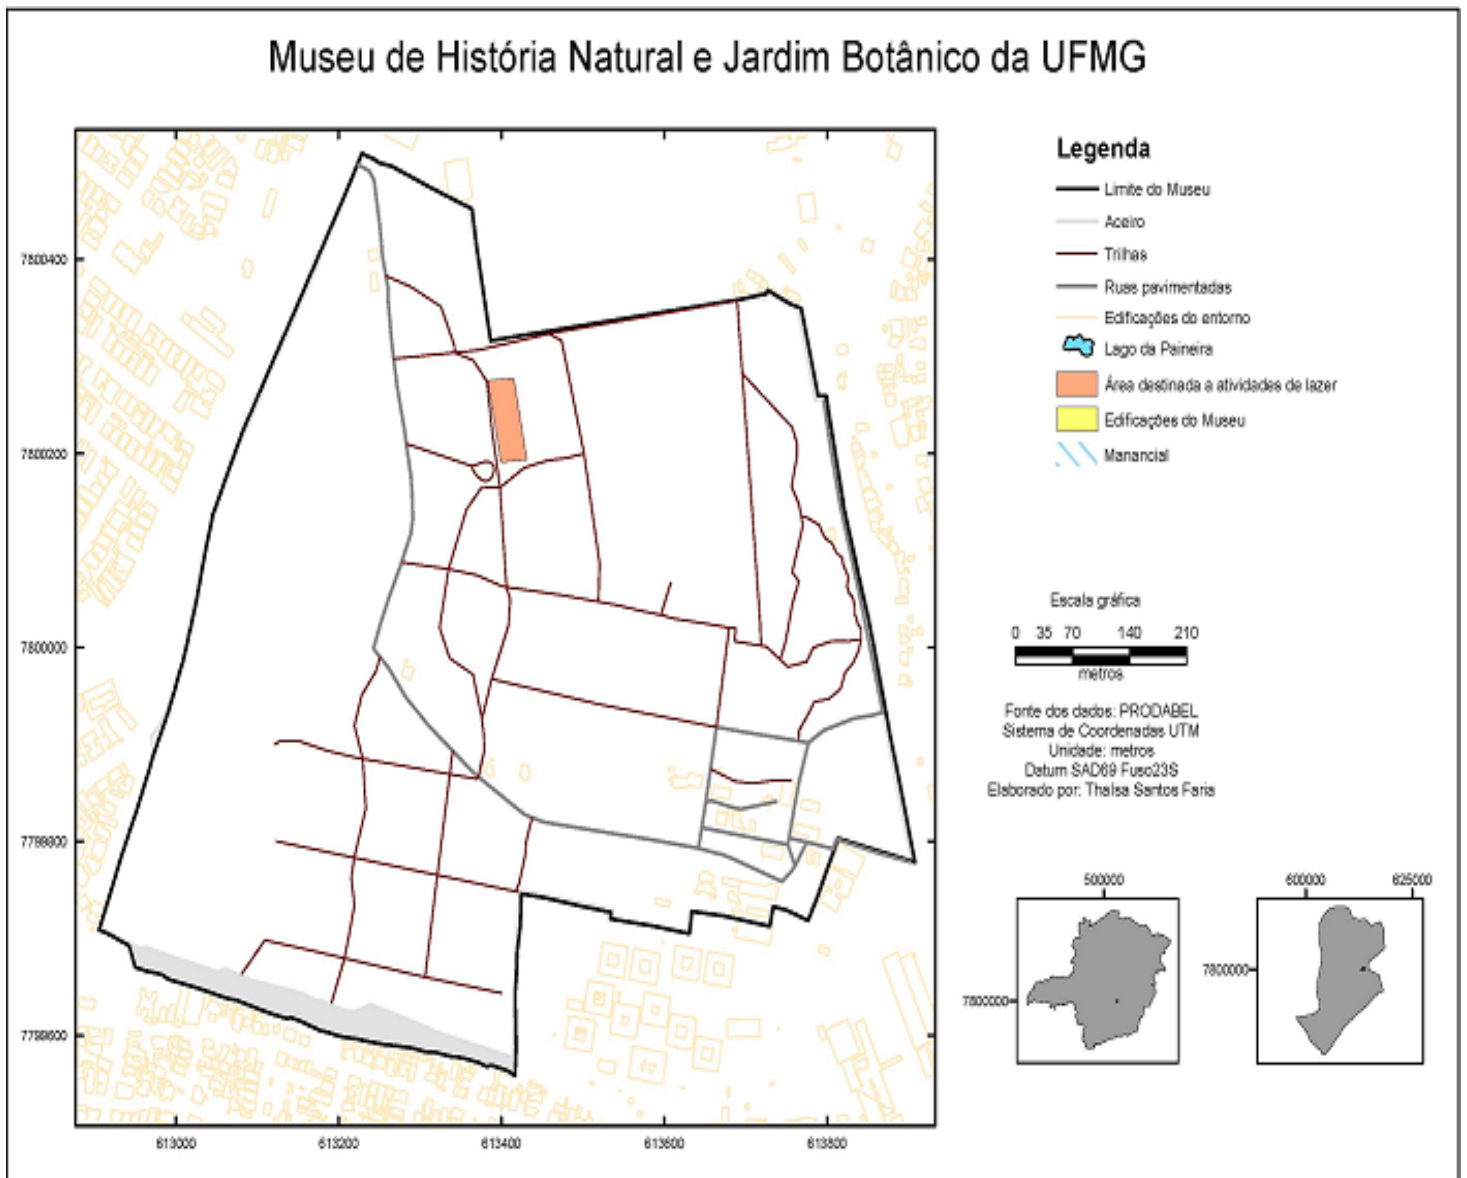 Museu de História Natural e Jardim Botânico da UFMG
Legenda
Limite do Museu
Aceiro
Trilhas
Ruas pavimentadas
Edificações do entorno
Lago da Paineira
Área destinada a atividades de lazer
Edificações do Museu
Manancial
7800400
7800200
7800000
7799800
7799600
613000
613200
613400
613600
613800
Escala gráfica
0 35 70 140 210
metros
Fonte dos dados: PRODABEL
Sistema de Coordenadas UTM
Unidade: metros
Datum SAD69 Fuso23S
Elaborado por: Thaísa Santos Faria
500000
7800000
600000 625000
7800000